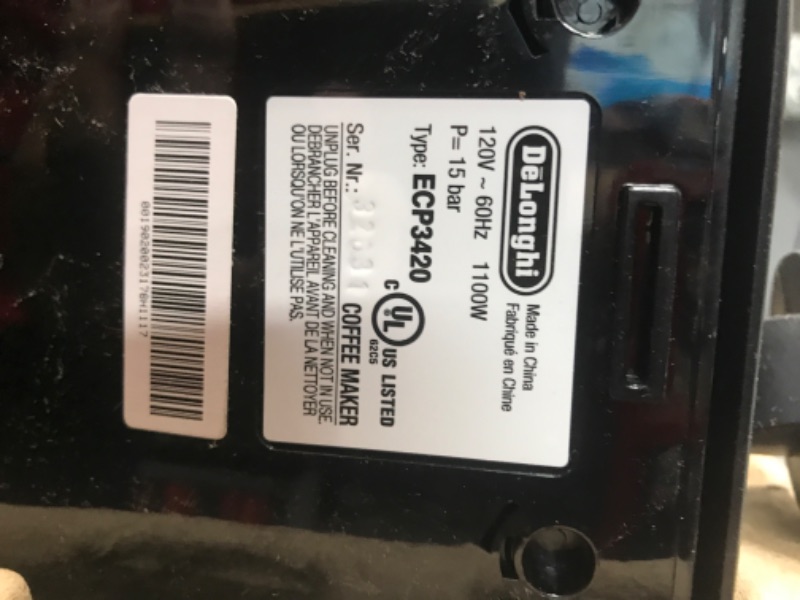 DeLonghi
Made in China
Fabriqué en Chine
120V ~ 60Hz 1100W
P= 15 bar
Type: ECP3420
C UL US LISTED
62C5
Ser. Nr.: COFFEE MAKER
UNPLUG BEFORE CLEANING AND WHEN NOT IN USE.
DEBRANCHER L'APPAREIL AVANT DE LA NETTOYER
OU LORSQU'ON NE L'UTILISE PAS.